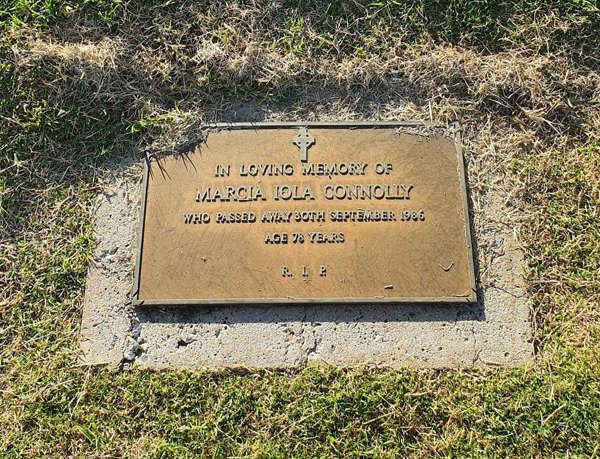 IN LOVING MEMORY OF
MARCIA IOLA CONNOLLY
WHO PASSED AWAY 30TH SEPTEMBER 1986
AGE 78 YEARS
R. I. P.